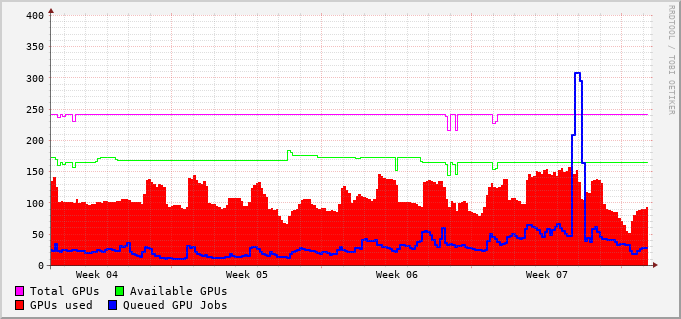 400
350
300
250
200
150
100
50
0
Week 04 Week 05 Week 06 Week 07
Total GPUs Available GPUs
GPUs used Queued GPU Jobs
RRDTOOL / TOBI OETIKER